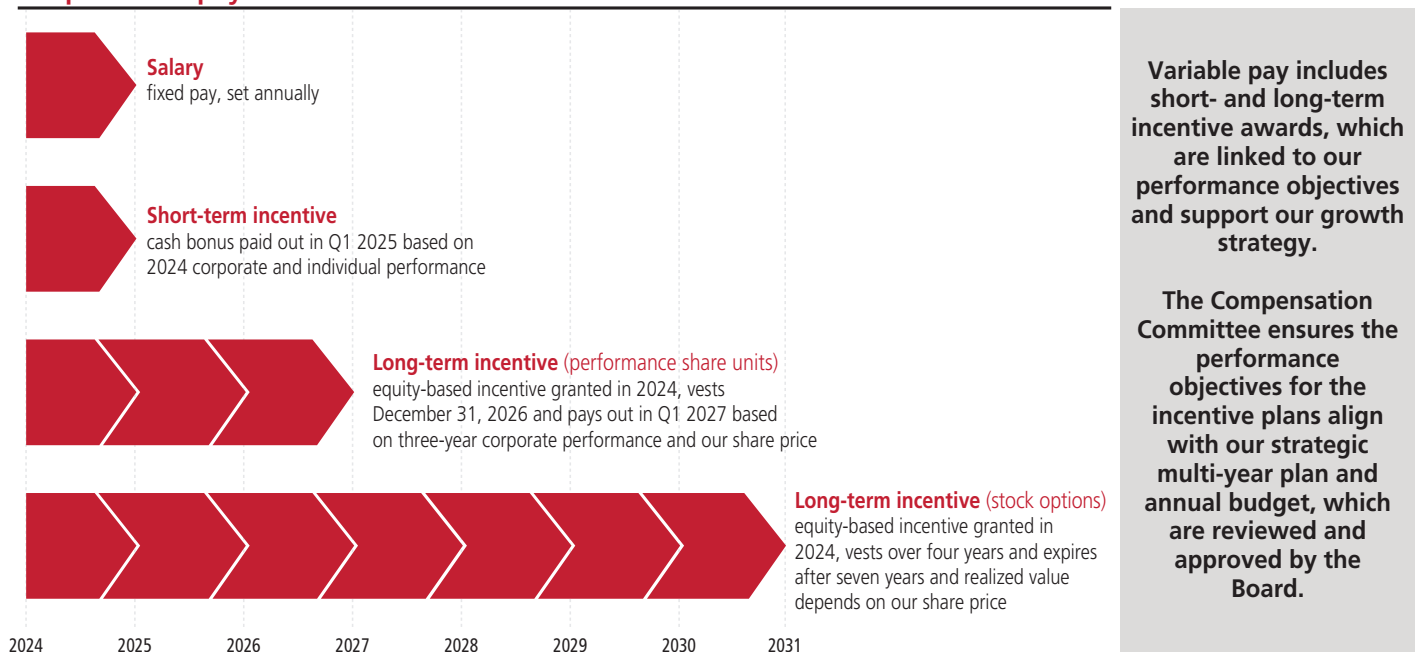 Salary
fixed pay, set annually
Short-term incentive
cash bonus paid out in Q1 2025 based on
2024 corporate and individual performance
Long-term incentive (performance share units)
equity-based incentive granted in 2024, vests
December 31, 2026 and pays out in Q1 2027 based
on three-year corporate performance and our share price
Long-term incentive (stock options)
equity-based incentive granted in
2024, vests over four years and expires
after seven years and realized value
depends on our share price
2024 2025 2026 2027 2028 2029 2030 2031
Variable pay includes
short- and long-term
incentive awards, which
are linked to our
performance objectives
and support our growth
strategy.
The Compensation
Committee ensures the
performance
objectives for the
incentive plans align
with our strategic
multi-year plan and
annual budget, which
are reviewed and
approved by the
Board.